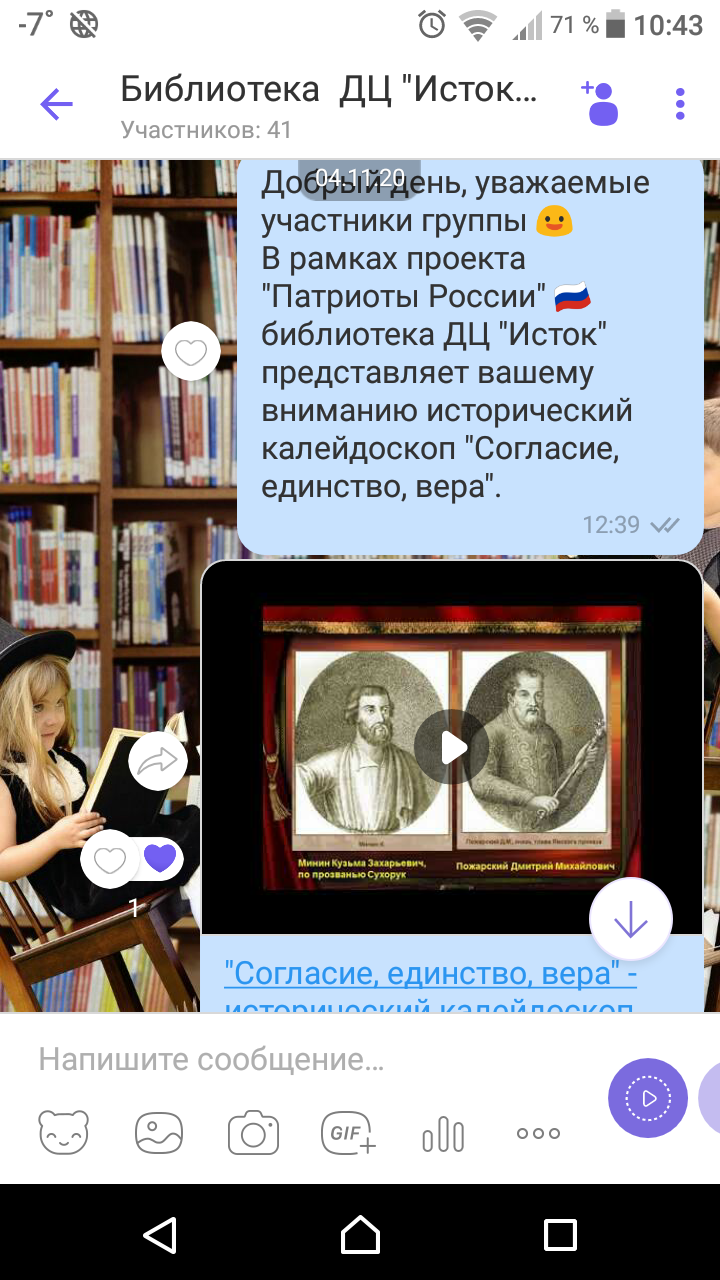 -7°
71 %
10:43
Библиотека ДЦ "Исток...
Участников: 41
04.11.20
Добрый день, уважаемые
участники группы
В рамках проекта
"Патриоты России"
библиотека ДЦ "Исток"
представляет вашему
вниманию исторический
калейдоскоп "Согласие,
единство, вера".
12:39
Минин Кузьма Захарьевич,
по прозванью Сухорук
Пожарский Дмитрий Михайлович
1
"Согласие, единство, вера" -
исторический калейдоскоп
Напишите сообщение...
GIF